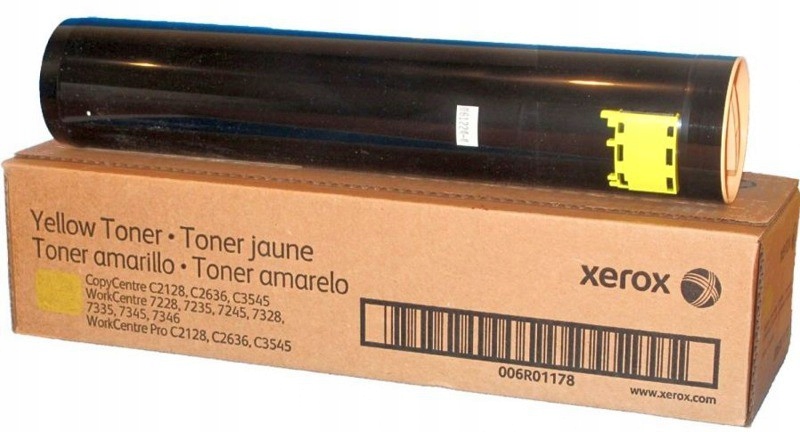 Yellow Toner • Toner jaune
Toner amarillo • Toner amarelo
CopyCentre C2128, C2636, C3545
WorkCentre 7228, 7235, 7245, 7328,
7335, 7345, 7346
WorkCentre Pro C2128, C2636, C3545
xerox
006R01178
www.xerox.com